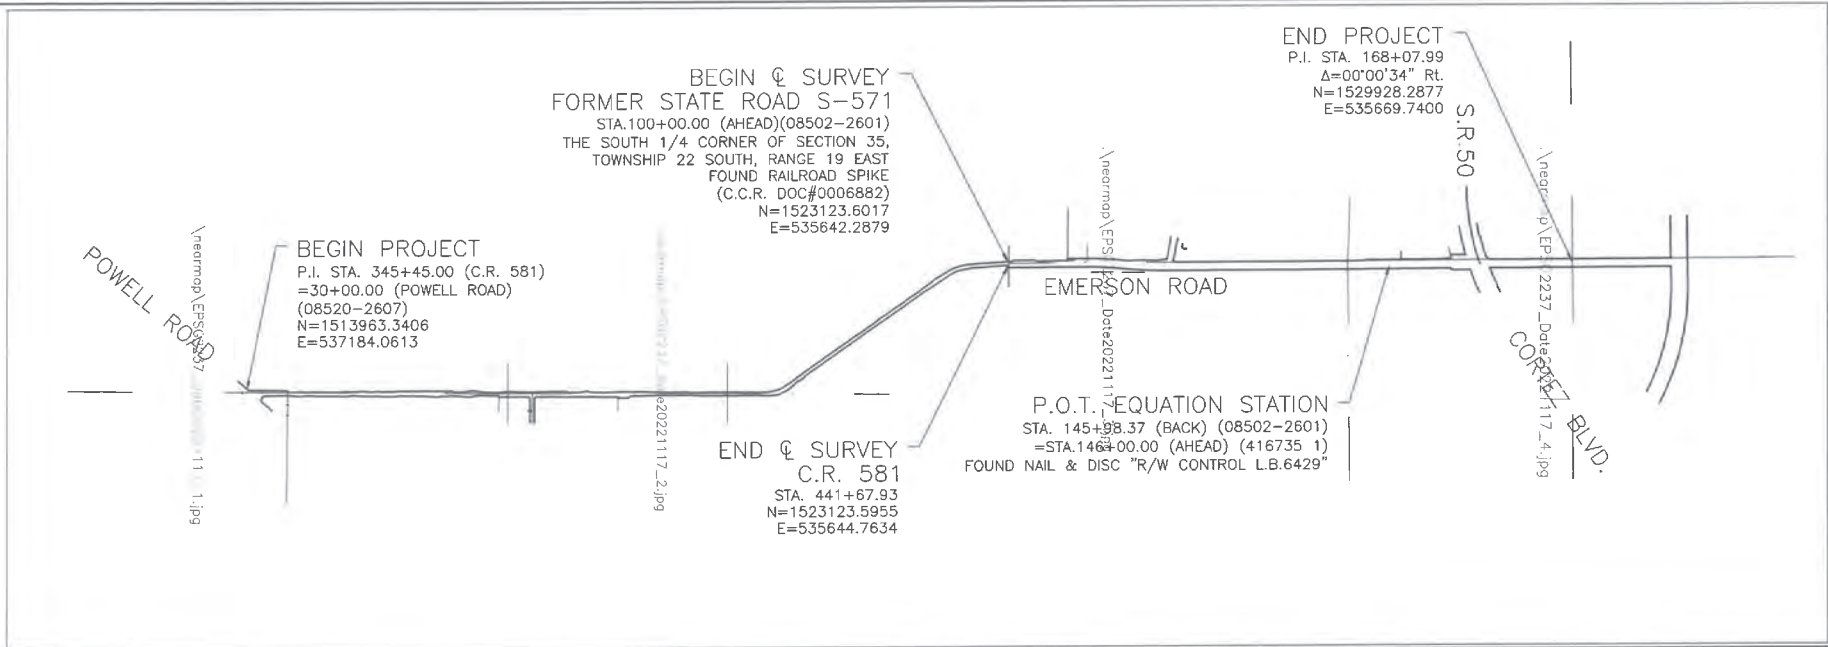 BEGIN ℄ SURVEY
FORMER STATE ROAD S-571
STA.100+00.00 (AHEAD)(08502-2601)
THE SOUTH 1/4 CORNER OF SECTION 35,
TOWNSHIP 22 SOUTH, RANGE 19 EAST
FOUND RAILROAD SPIKE
(C.C.R. DOC#0006882)
N=1523123.6017
E=535642.2879
END PROJECT
P.I. STA. 168+07.99
Δ=00°00'34" Rt.
N=1529928.2877
E=535669.7400
S.R.50
POWELL ROAD
BEGIN PROJECT
P.I. STA. 345+45.00 (C.R. 581)
=30+00.00 (POWELL ROAD)
(08520-2607)
N=1513963.3406
E=537184.0613
EMERSON ROAD
END ℄ SURVEY
C.R. 581
STA. 441+67.93
N=1523123.5955
E=535644.7634
P.O.T. EQUATION STATION
STA. 145+98.37 (BACK) (08502-2601)
=STA.146+00.00 (AHEAD) (416735 1)
FOUND NAIL & DISC "R/W CONTROL L.B.6429"
CORTEZ BLVD.